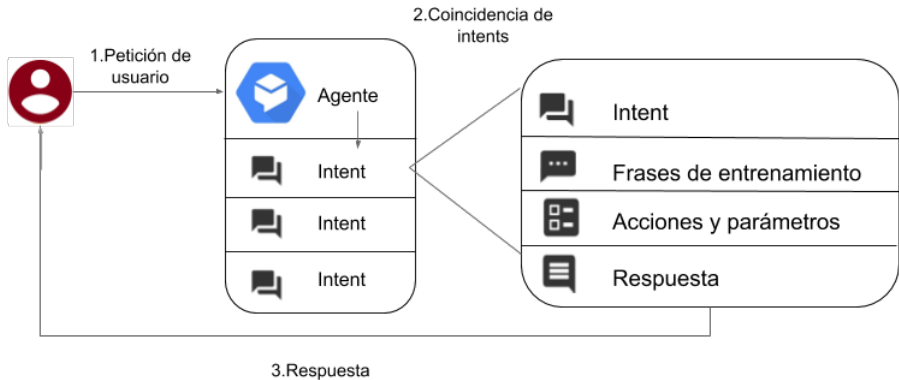 1.Petición de
usuario
2.Coincidencia de
intents
Agente
Intent
Intent
Intent
Intent
Frases de entrenamiento
Acciones y parámetros
Respuesta
3.Respuesta